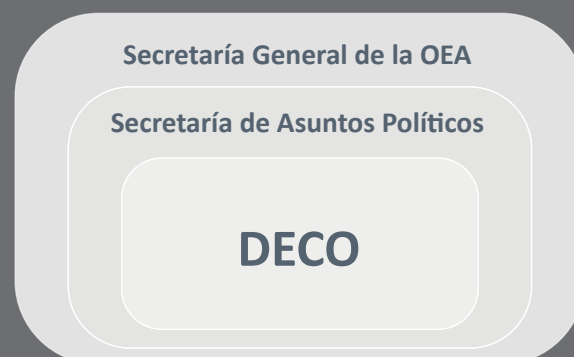 Secretaría General de la OEA
Secretaría de Asuntos Políticos
DECO